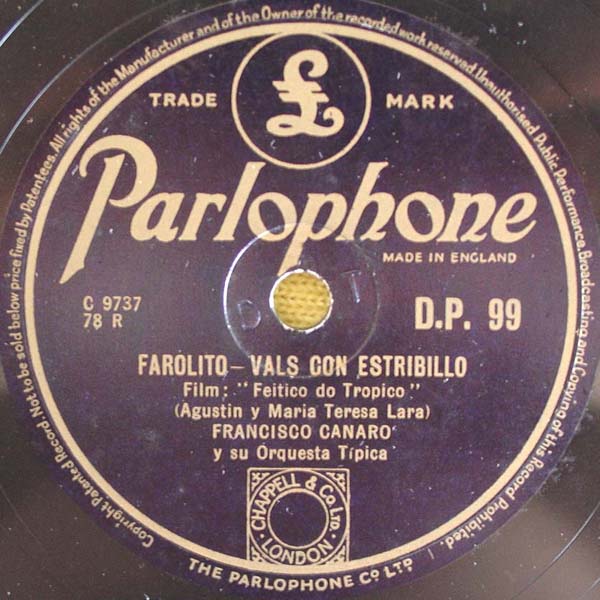 Copyright Patented Record. Not to be sold below price fixed by Patentees. All rights of the Manufacturer and of the Owner of the recorded work reserved. Unauthorised Public Performance, Broadcasting and Copying of this Record Prohibited.
£
TRADE MARK
Parlophone
MADE IN ENGLAND
C 9737
78 R
D T
D.P. 99
FAROLITO - VALS CON ESTRIBILLO
Film: "Feitico do Tropico"
(Agustin y Maria Teresa Lara)
FRANCISCO CANARO
y su Orquesta Típica
CHAPPELL & Co LTD.
LONDON
THE PARLOPHONE Co LTD